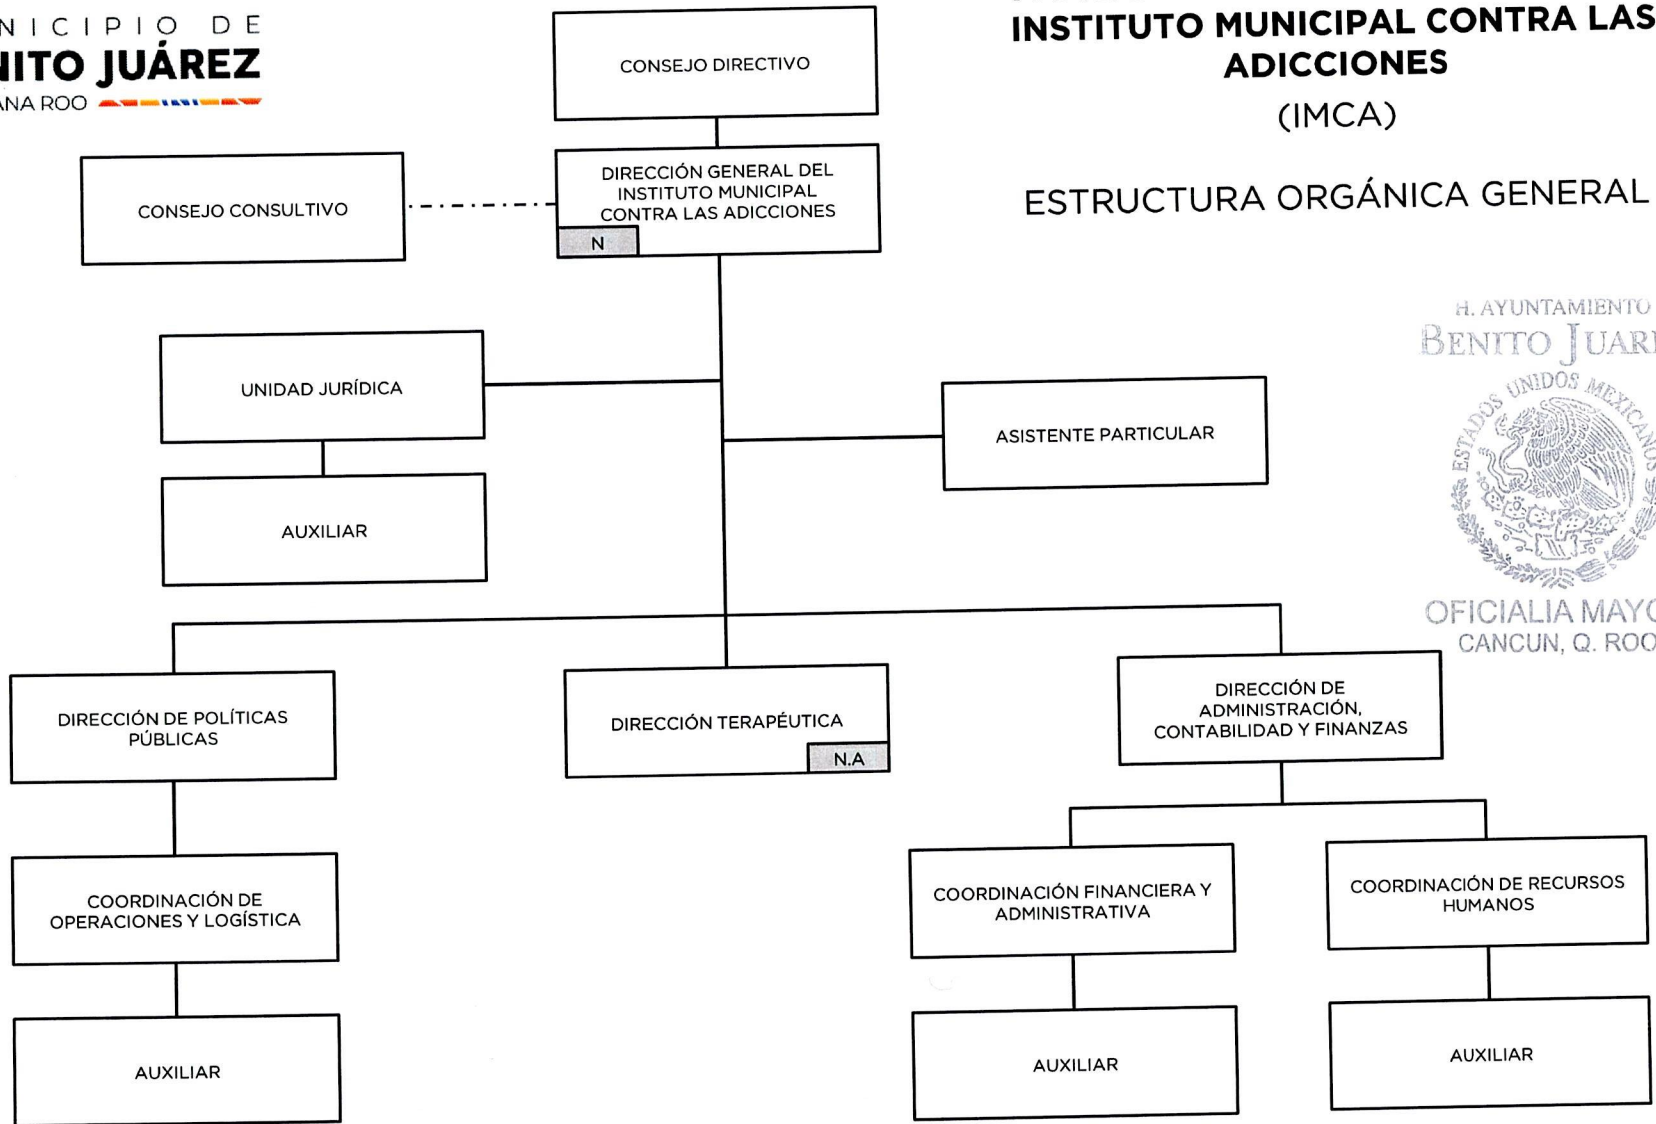 NICIPIO DE
NITO JUÁREZ
ANA ROO
INSTITUTO MUNICIPAL CONTRA LAS
ADICCIONES
(IMCA)
ESTRUCTURA ORGÁNICA GENERAL
CONSEJO DIRECTIVO
CONSEJO CONSULTIVO
DIRECCIÓN GENERAL DEL
INSTITUTO MUNICIPAL
CONTRA LAS ADICCIONES
N
H. AYUNTAMIENTO
BENITO JUAR
ESTADOS UNIDOS MEXICANOS
OFICIALIA MAYO
CANCUN, Q. ROO
UNIDAD JURÍDICA
ASISTENTE PARTICULAR
AUXILIAR
DIRECCIÓN DE POLÍTICAS
PÚBLICAS
DIRECCIÓN TERAPÉUTICA
N.A
DIRECCIÓN DE
ADMINISTRACIÓN,
CONTABILIDAD Y FINANZAS
COORDINACIÓN DE
OPERACIONES Y LOGÍSTICA
COORDINACIÓN FINANCIERA Y
ADMINISTRATIVA
COORDINACIÓN DE RECURSOS
HUMANOS
AUXILIAR
AUXILIAR
AUXILIAR